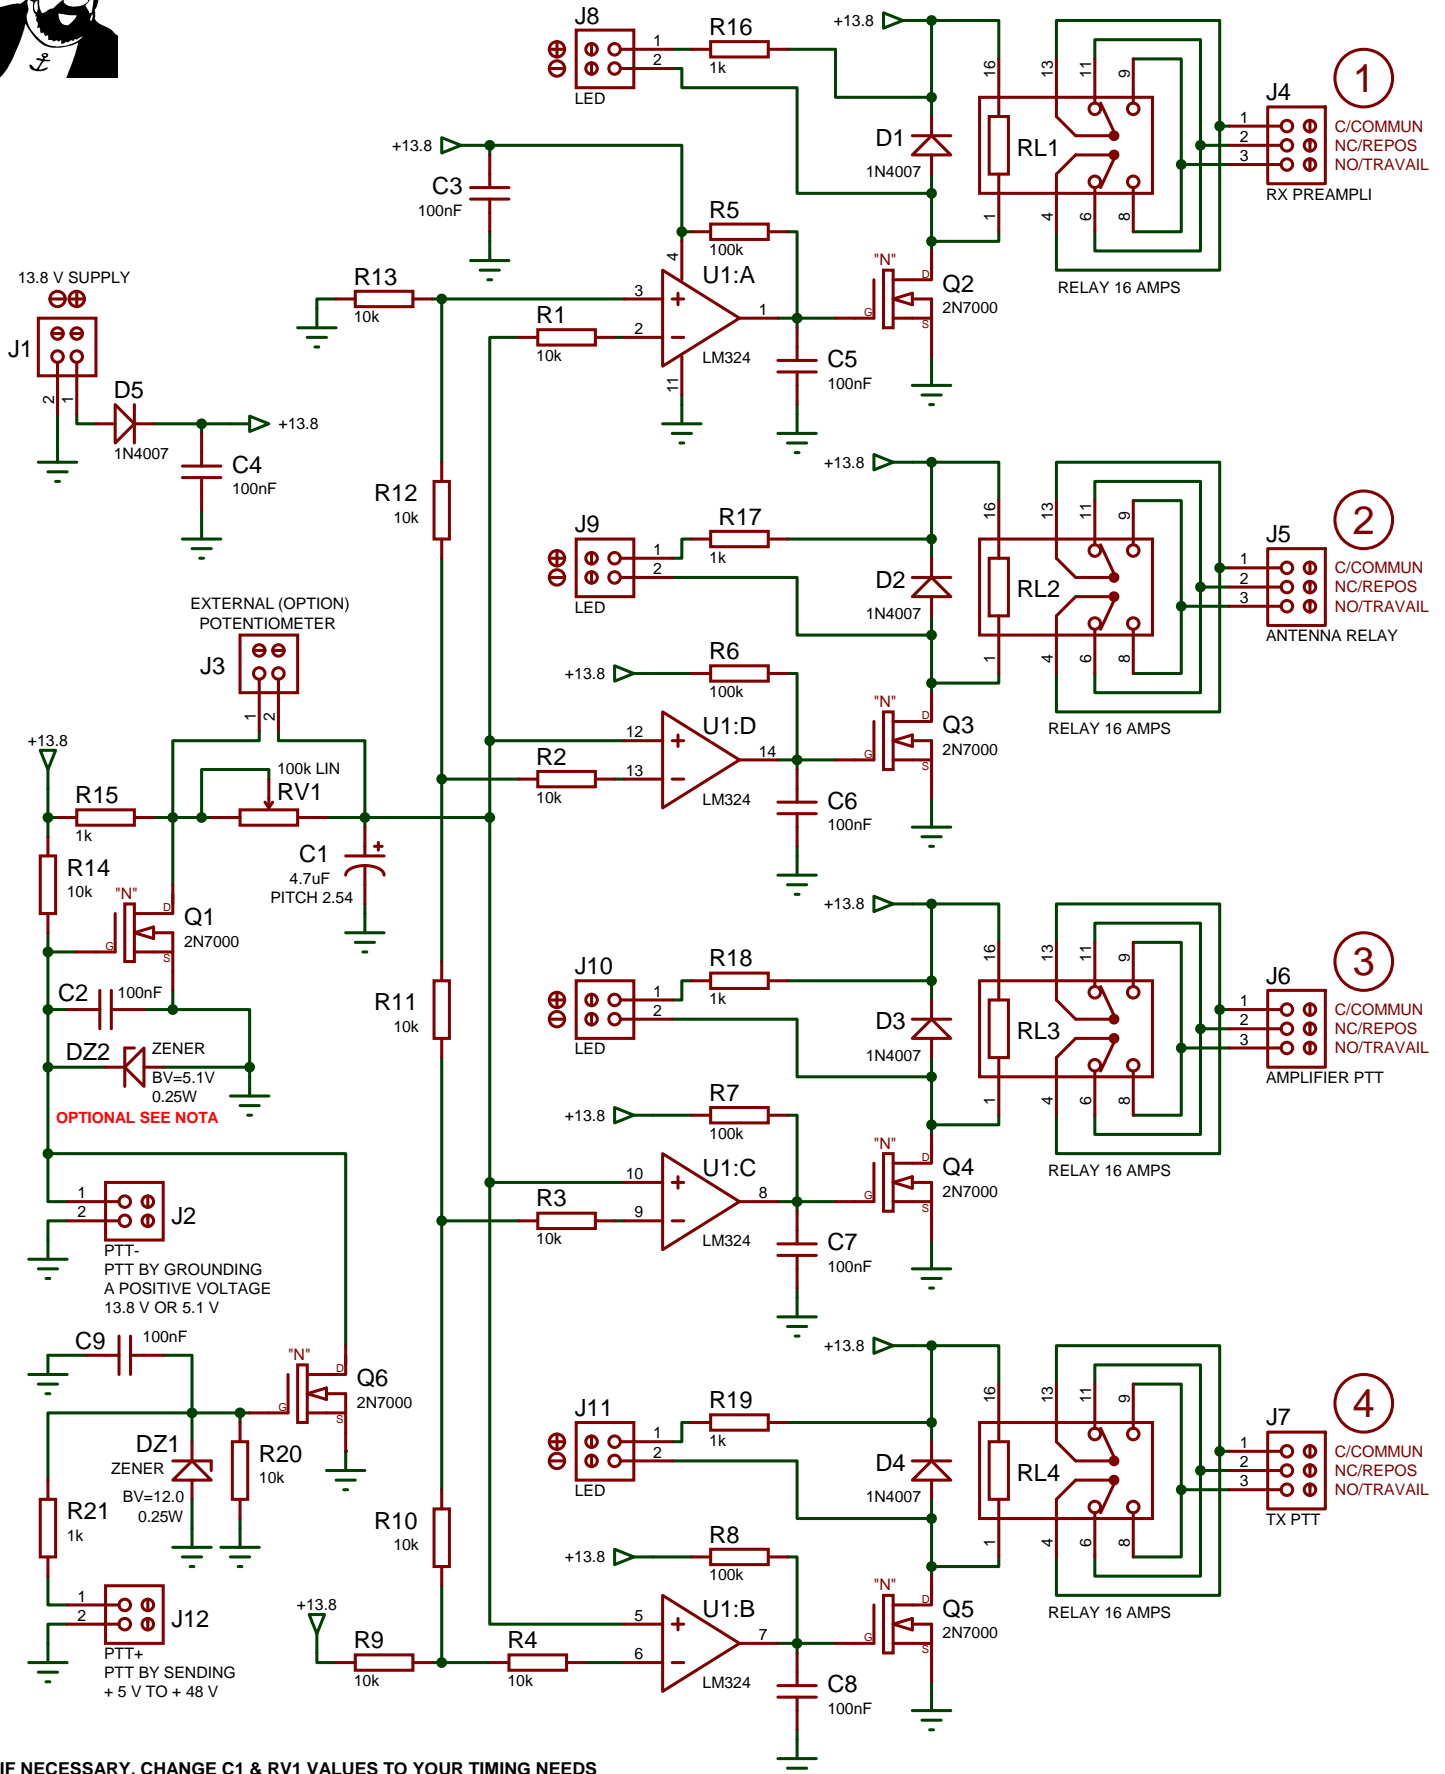 J8
1
2
LED
R16
1k
+13.8
D1
1N4007
16
1
RL1
13
11
9
4
6
8
RELAY 16 AMPS
1
J4
1
2
3
C/COMMUN
NC/REPOS
NO/TRAVAIL
RX PREAMPLI
+13.8
C3
100nF
R5
100k
R13
10k
R1
10k
3
2
4
11
1
U1:A
LM324
C5
100nF
"N"
G
D
S
Q2
2N7000
13.8 V SUPPLY
J1
2
1
D5
1N4007
+13.8
C4
100nF
R12
10k
J9
1
2
LED
R17
1k
+13.8
D2
1N4007
16
1
RL2
13
11
9
4
6
8
RELAY 16 AMPS
2
J5
1
2
3
C/COMMUN
NC/REPOS
NO/TRAVAIL
ANTENNA RELAY
+13.8
R6
100k
R2
10k
12
13
14
U1:D
LM324
C6
100nF
"N"
G
D
S
Q3
2N7000
EXTERNAL (OPTION)
POTENTIOMETER
J3
1
2
+13.8
R15
1k
100k LIN
RV1
R14
10k
C1
4.7uF
PITCH 2.54
"N"
G
D
S
Q1
2N7000
C2
100nF
DZ2
ZENER
BV=5.1V
0.25W
OPTIONAL SEE NOTA
R11
10k
J10
1
2
LED
R18
1k
+13.8
D3
1N4007
16
1
RL3
13
11
9
4
6
8
RELAY 16 AMPS
3
J6
1
2
3
C/COMMUN
NC/REPOS
NO/TRAVAIL
AMPLIFIER PTT
+13.8
R7
100k
R3
10k
10
9
8
U1:C
LM324
C7
100nF
"N"
G
D
S
Q4
2N7000
1
2
J2
PTT-
PTT BY GROUNDING
A POSITIVE VOLTAGE
13.8 V OR 5.1 V
C9
100nF
"N"
G
D
S
Q6
2N7000
DZ1
ZENER
BV=12.0
0.25W
R20
10k
R21
1k
1
2
J12
PTT+
PTT BY SENDING
+ 5 V TO + 48 V
R10
10k
+13.8
R9
10k
R4
10k
J11
1
2
LED
R19
1k
+13.8
D4
1N4007
16
1
RL4
13
11
9
4
6
8
RELAY 16 AMPS
4
J7
1
2
3
C/COMMUN
NC/REPOS
NO/TRAVAIL
TX PTT
+13.8
R8
100k
5
6
7
U1:B
LM324
C8
100nF
"N"
G
D
S
Q5
2N7000
IF NECESSARY, CHANGE C1 & RV1 VALUES TO YOUR TIMING NEEDS